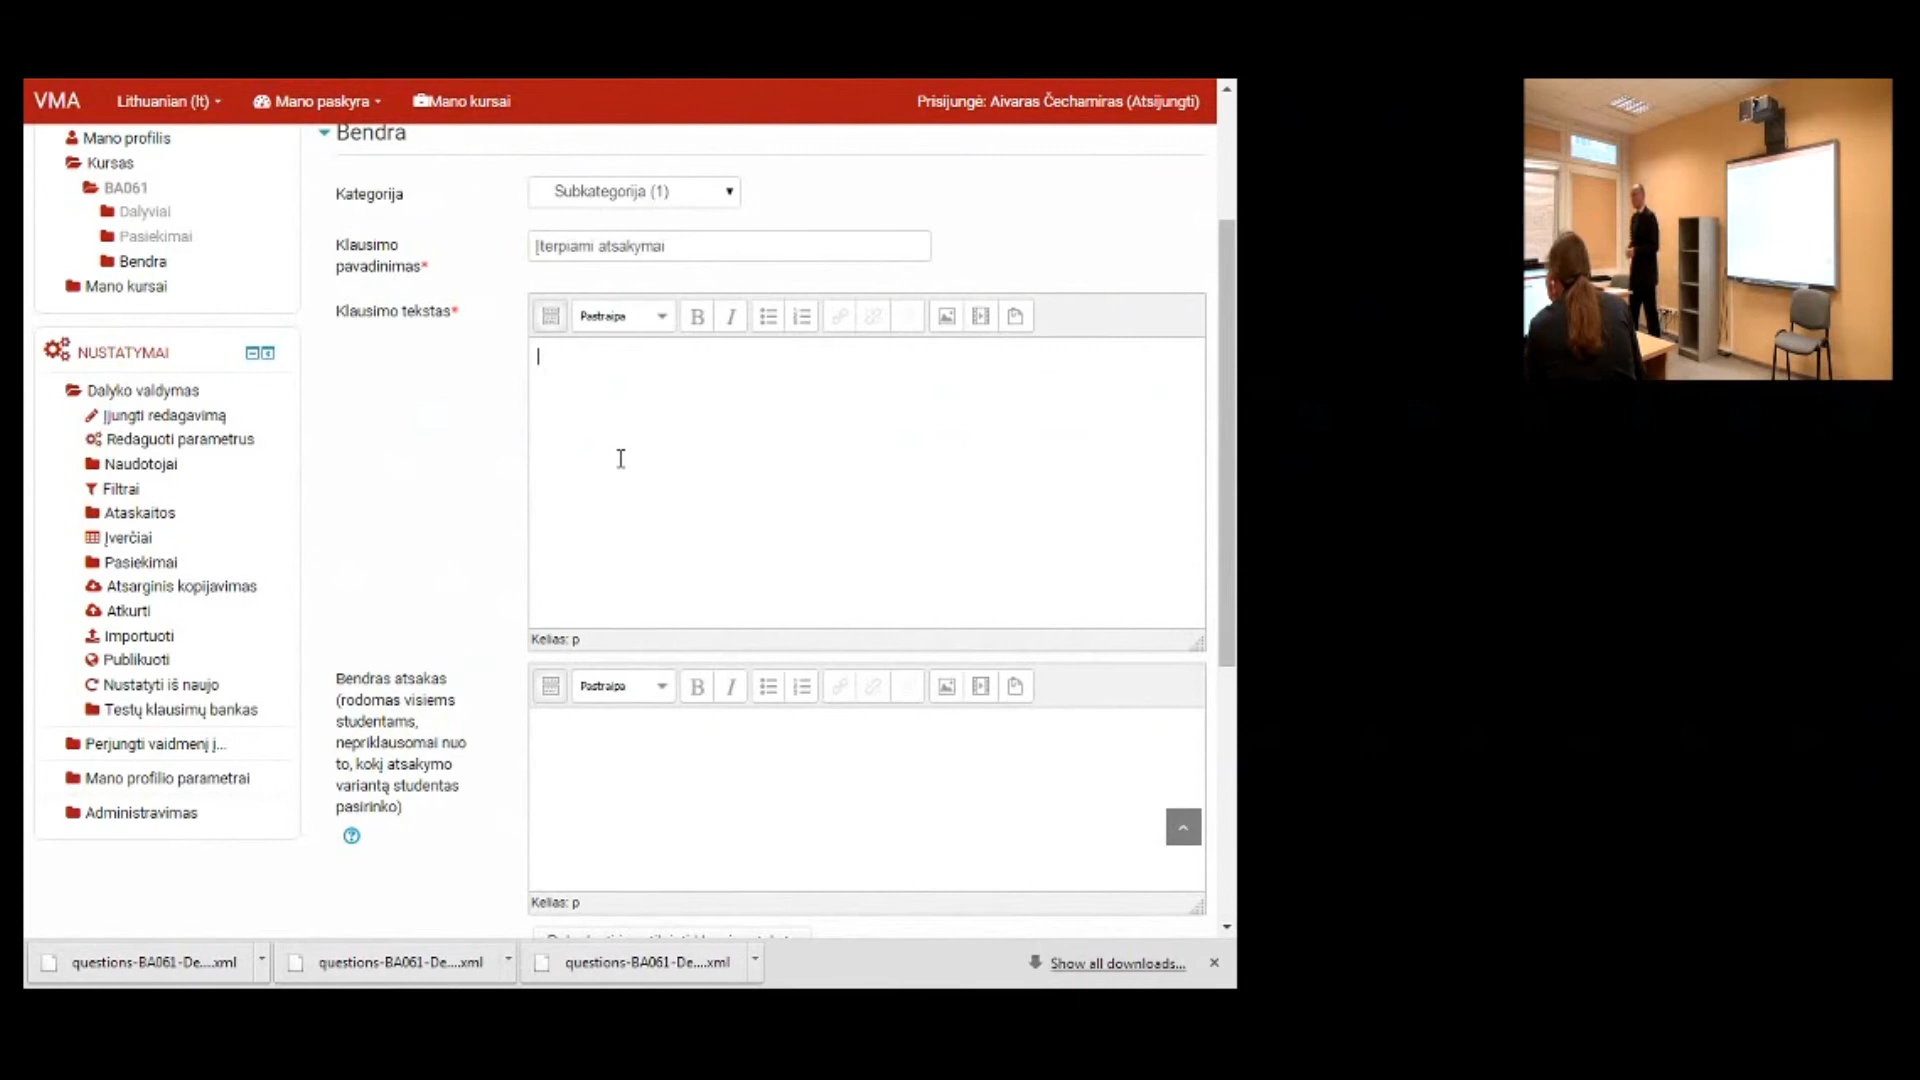 VMA Lithuanian (lt) Mano paskyra Mano kursai Prisijungė: Aivaras Čechamiras (Atsijungti)
Mano profilis
Kursas
BA061
Dalyviai
Pasiekimai
Bendra
Mano kursai
NUSTATYMAI
Dalyko valdymas
Įjungti redagavimą
Redaguoti parametrus
Naudotojai
Filtrai
Ataskaitos
Įverčiai
Pasiekimai
Atsarginis kopijavimas
Atkurti
Importuoti
Publikuoti
Nustatyti iš naujo
Testų klausimų bankas
Perjungti vaidmenį į...
Mano profilio parametrai
Administravimas
Bendra
Kategorija
Subkategorija (1)
Klausimo
pavadinimas*
Įterpiami atsakymai
Klausimo tekstas*
Pastraipa B I
Kelias: p
Bendras atsakas
(rodomas visiems
studentams,
nepriklausomai nuo
to, kokį atsakymo
variantą studentas
pasirinko)
Pastraipa B I
Kelias: p
questions-BA061-De....xml questions-BA061-De....xml questions-BA061-De....xml Show all downloads...